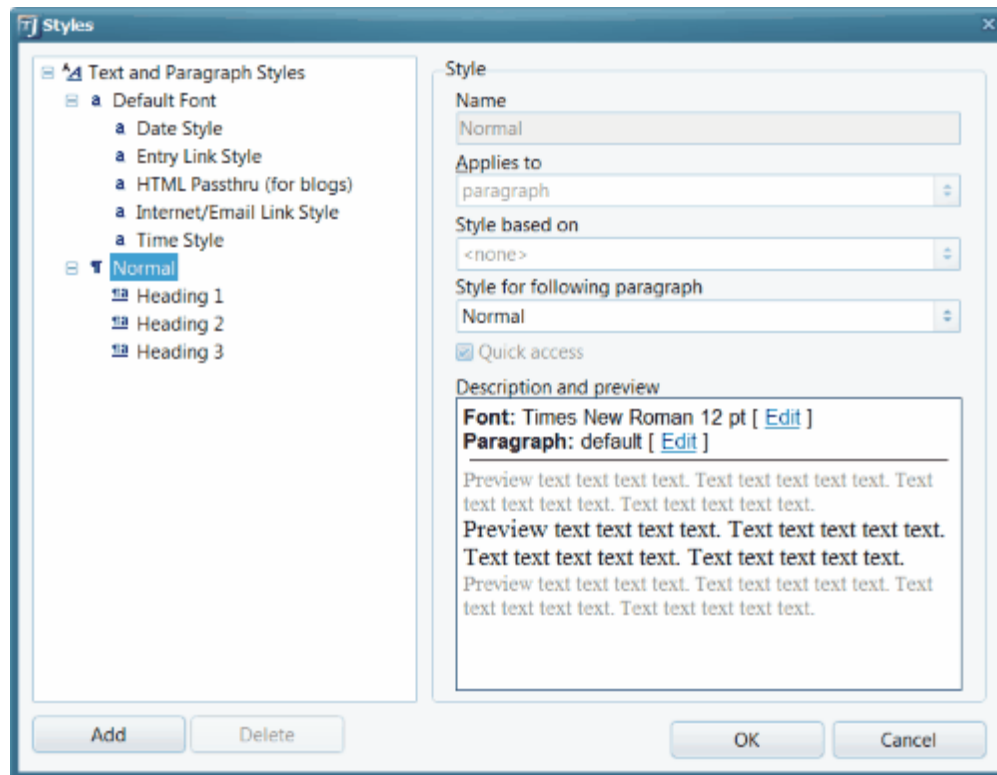 TJ Styles
Text and Paragraph Styles
a Default Font
a Date Style
a Entry Link Style
a HTML Passthru (for blogs)
a Internet/Email Link Style
a Time Style
¶ Normal
¶a Heading 1
¶a Heading 2
¶a Heading 3
Add
Delete
Style
Name
Normal
Applies to
paragraph
Style based on
<none>
Style for following paragraph
Normal
Quick access
Description and preview
Font: Times New Roman 12 pt [ Edit ]
Paragraph: default [ Edit ]
Preview text text text text. Text text text text text. Text
text text text text. Text text text text text.
Preview text text text text. Text text text text text.
Text text text text text. Text text text text text.
Preview text text text text. Text text text text text. Text
text text text text. Text text text text text.
OK
Cancel